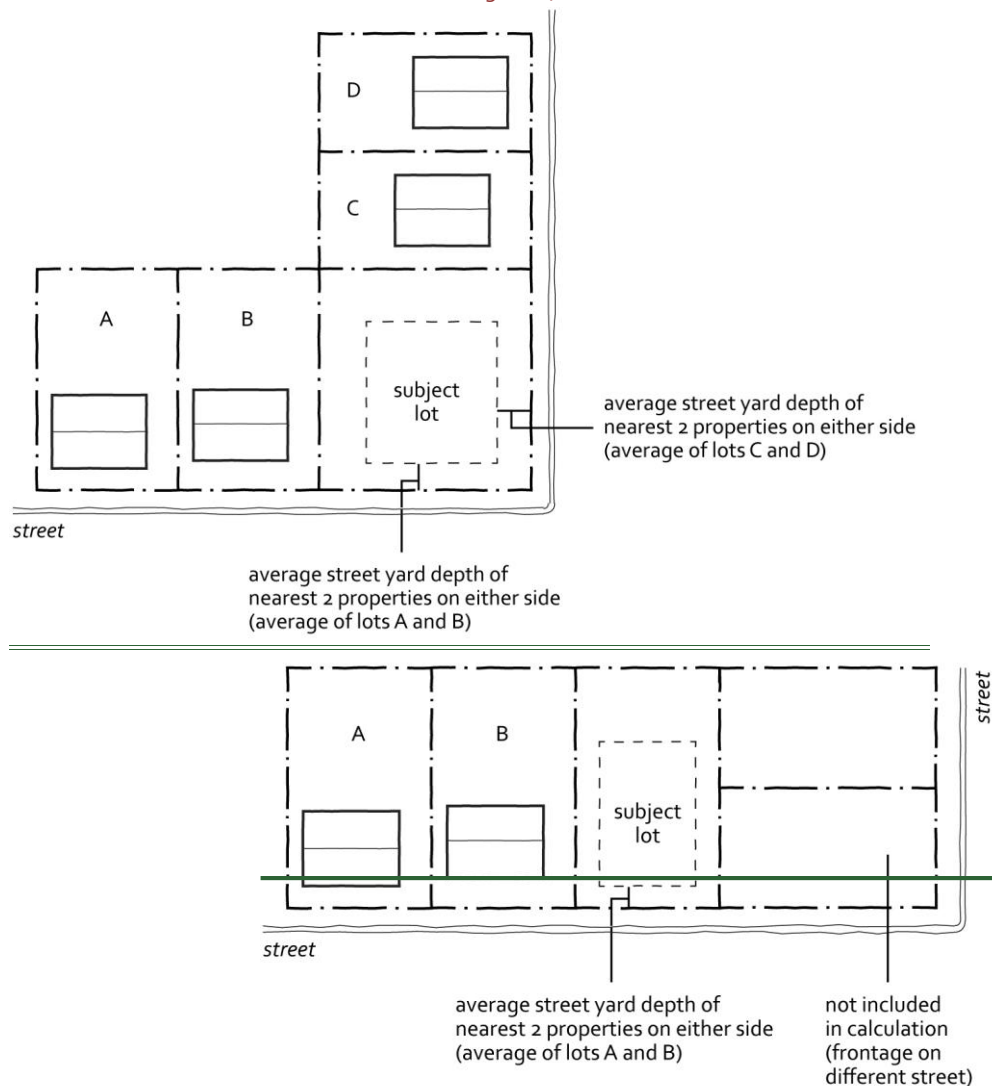 D
C
A
B
subject
lot
average street yard depth of
nearest 2 properties on either side
(average of lots C and D)
street
average street yard depth of
nearest 2 properties on either side
(average of lots A and B)
street
A
B
subject
lot
street
average street yard depth of
nearest 2 properties on either side
(average of lots A and B)
not included
in calculation
(frontage on
different street)